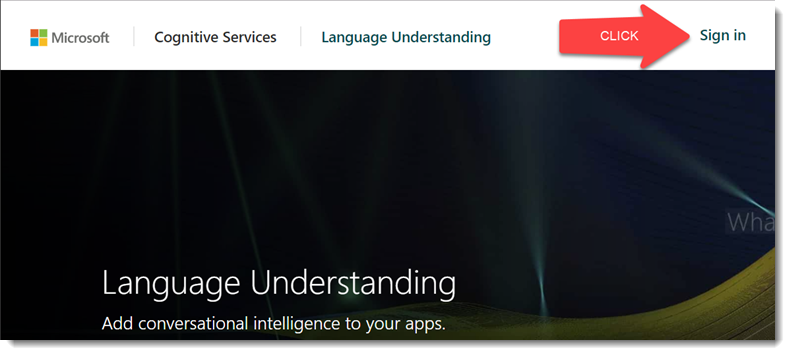 Microsoft Cognitive Services Language Understanding CLICK Sign in
Wha
Language Understanding
Add conversational intelligence to your apps.